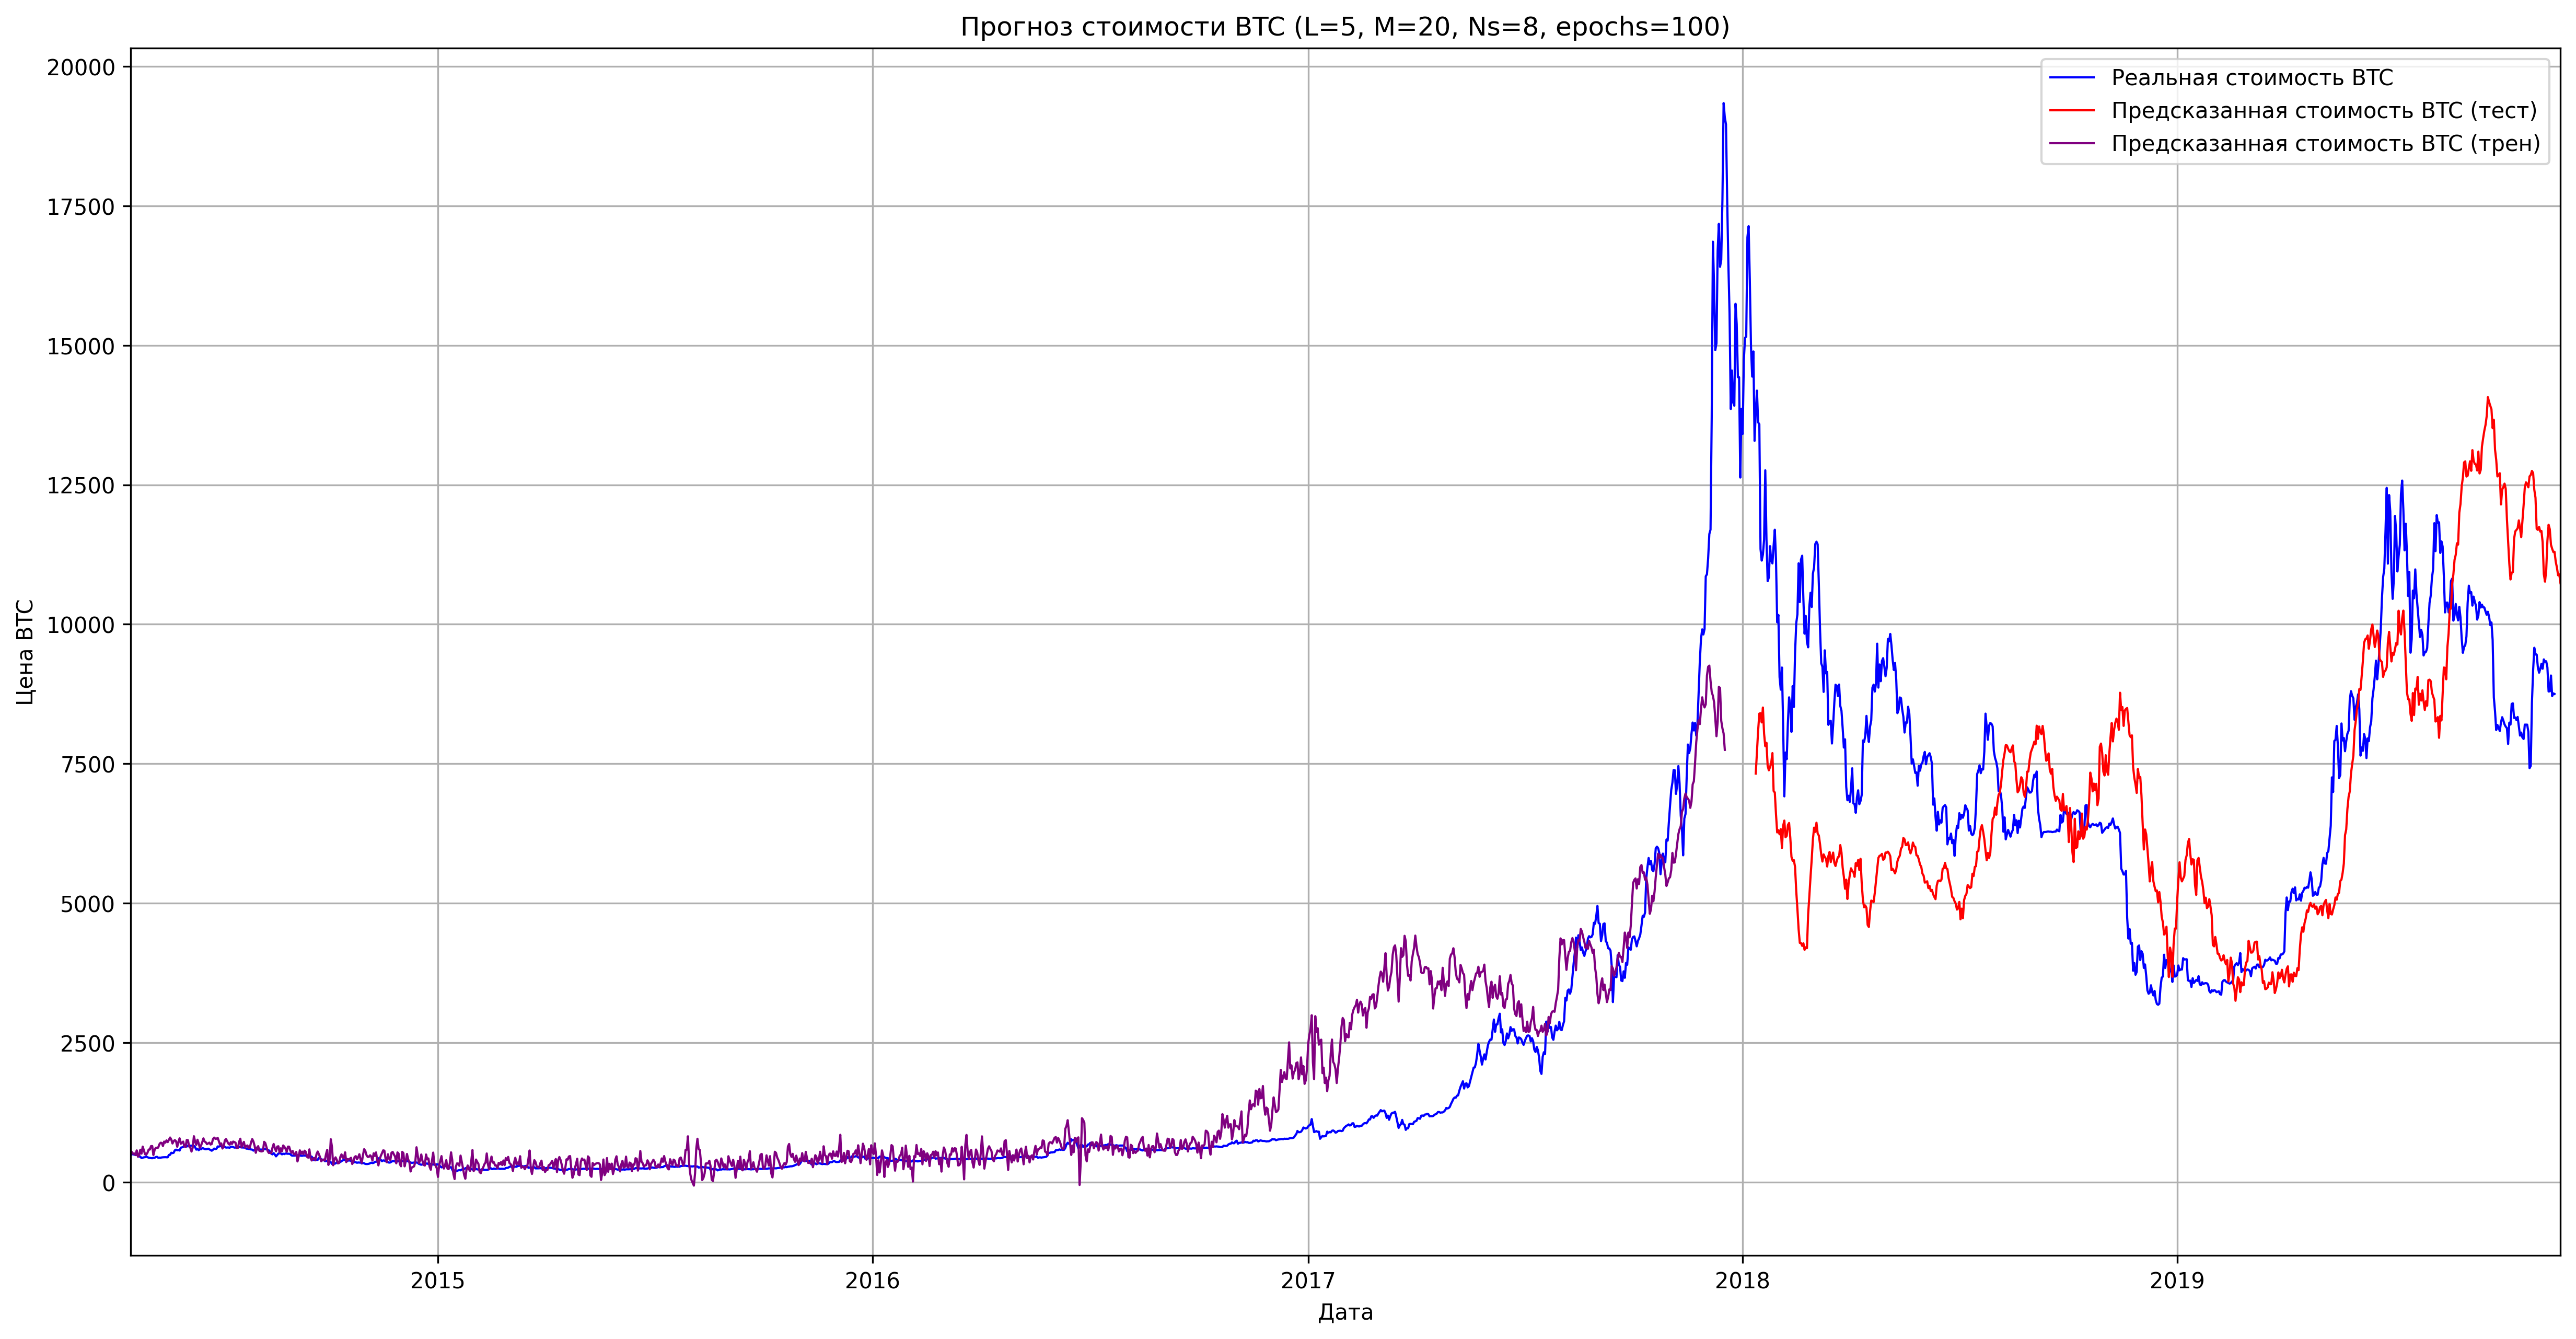 Прогноз стоимости BTC (L=5, M=20, Ns=8, epochs=100)
Реальная стоимость BTC
Предсказанная стоимость BTC (тест)
Предсказанная стоимость BTC (трен)
Цена BTC
20000
17500
15000
12500
10000
7500
5000
2500
0
2015 2016 2017 2018 2019
Дата